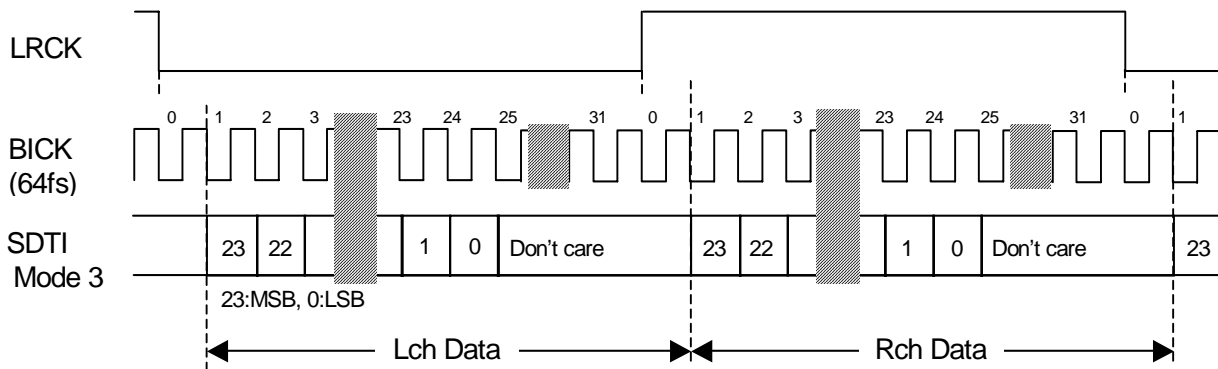 LRCK
0 1 2 3 23 24 25 31 0 1 2 3 23 24 25 31 0 1
BICK
(64fs)
SDTI
Mode 3
23 22 1 0 Don't care 23 22 1 0 Don't care 23
23:MSB, 0:LSB
Lch Data Rch Data